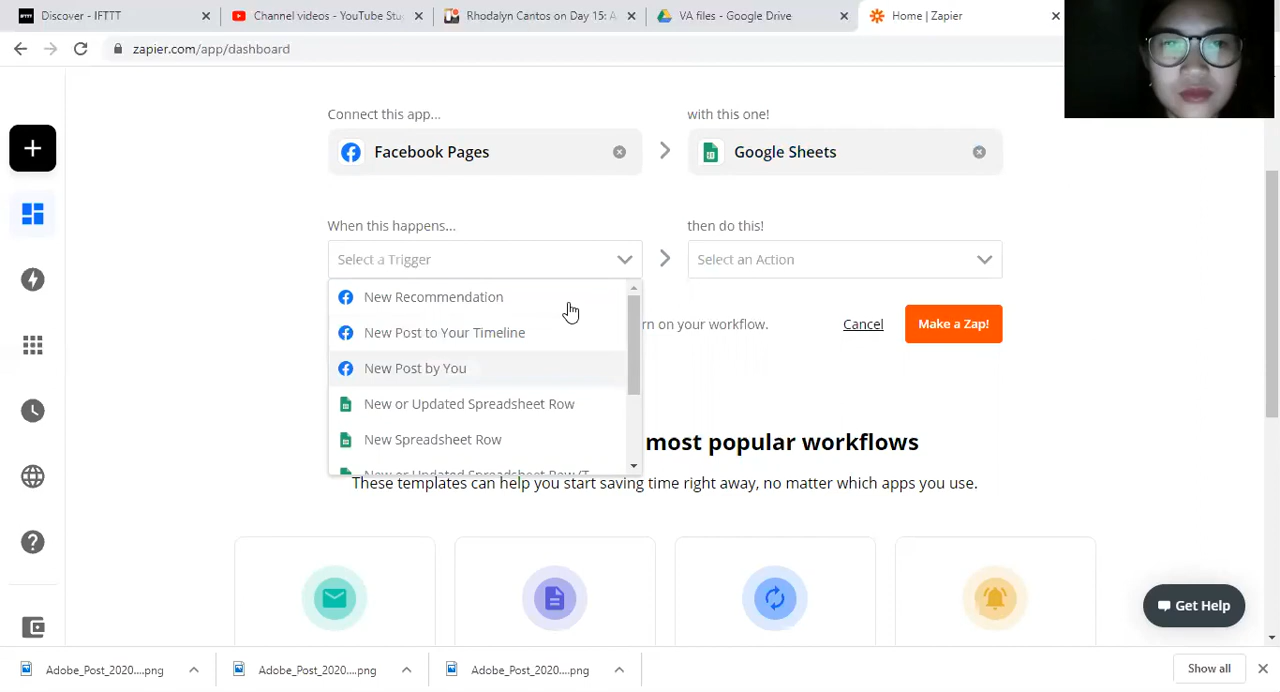 Discover - IFTTT
Channel videos - YouTube Stu
Rhodalyn Cantos on Day 15: A
VA files - Google Drive
Home | Zapier
zapier.com/app/dashboard
Connect this app...
with this one!
Facebook Pages
Google Sheets
When this happens...
then do this!
Select a Trigger
Select an Action
New Recommendation
New Post to Your Timeline
New Post by You
New or Updated Spreadsheet Row
New Spreadsheet Row
New or Updated Spreadsheet Row (T
rn on your workflow.
Cancel
Make a Zap!
most popular workflows
These templates can help you start saving time right away, no matter which apps you use.
Get Help
Adobe_Post_2020....png
Adobe_Post_2020....png
Adobe_Post_2020....png
Show all